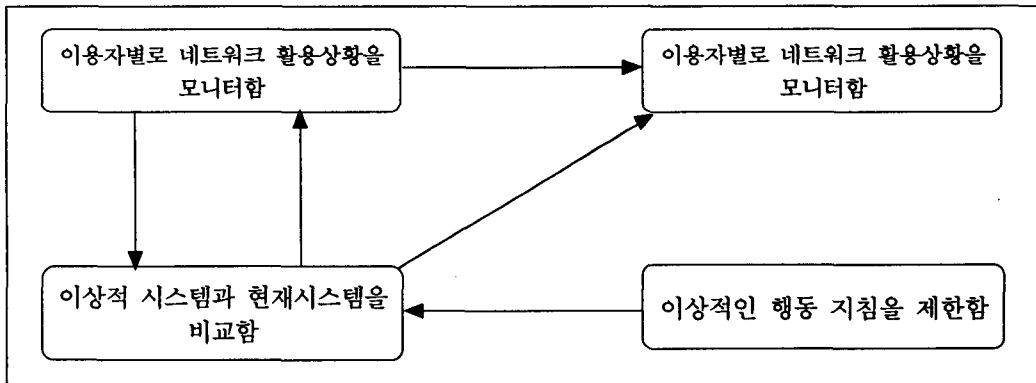 이용자별로 네트워크 활용상황을
모니터함
이용자별로 네트워크 활용상황을
모니터함
이상적 시스템과 현재시스템을
비교함
이상적인 행동 지침을 제한함